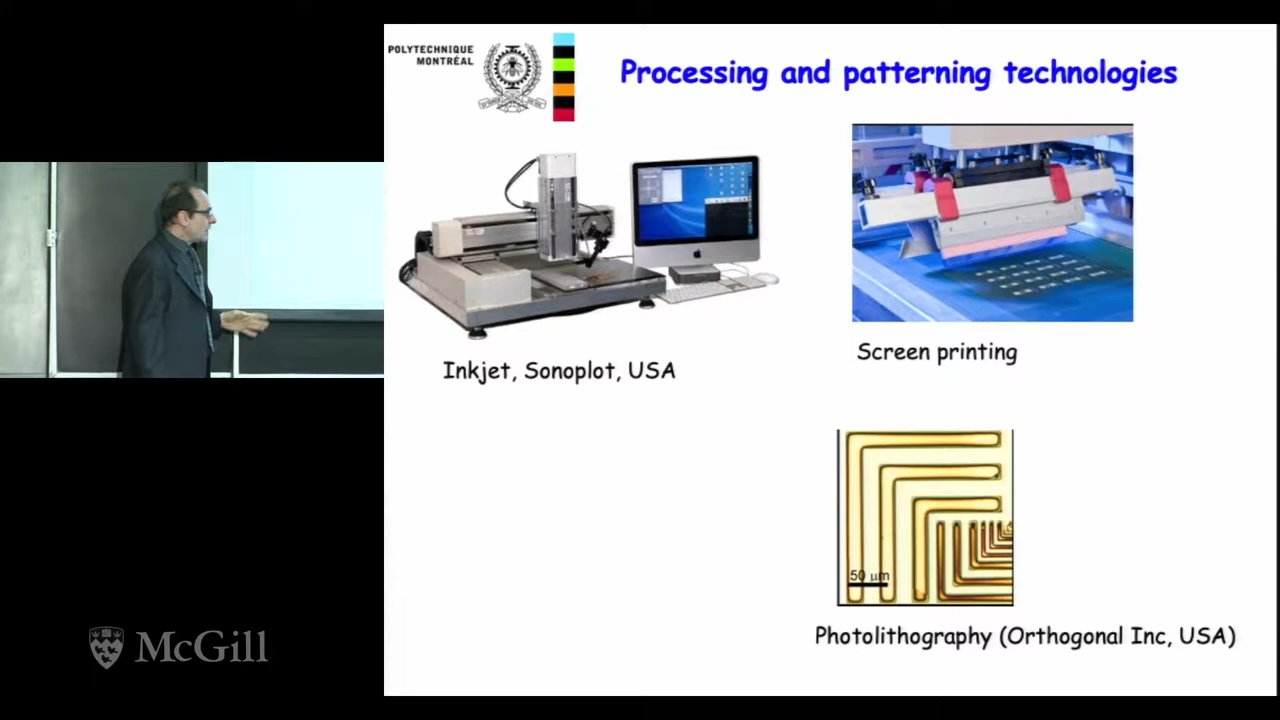 POLYTECHNIQUE
MONTRÉAL
Processing and patterning technologies
Inkjet, Sonoplot, USA
Screen printing
50 µm
Photolithography (Orthogonal Inc, USA)
McGill